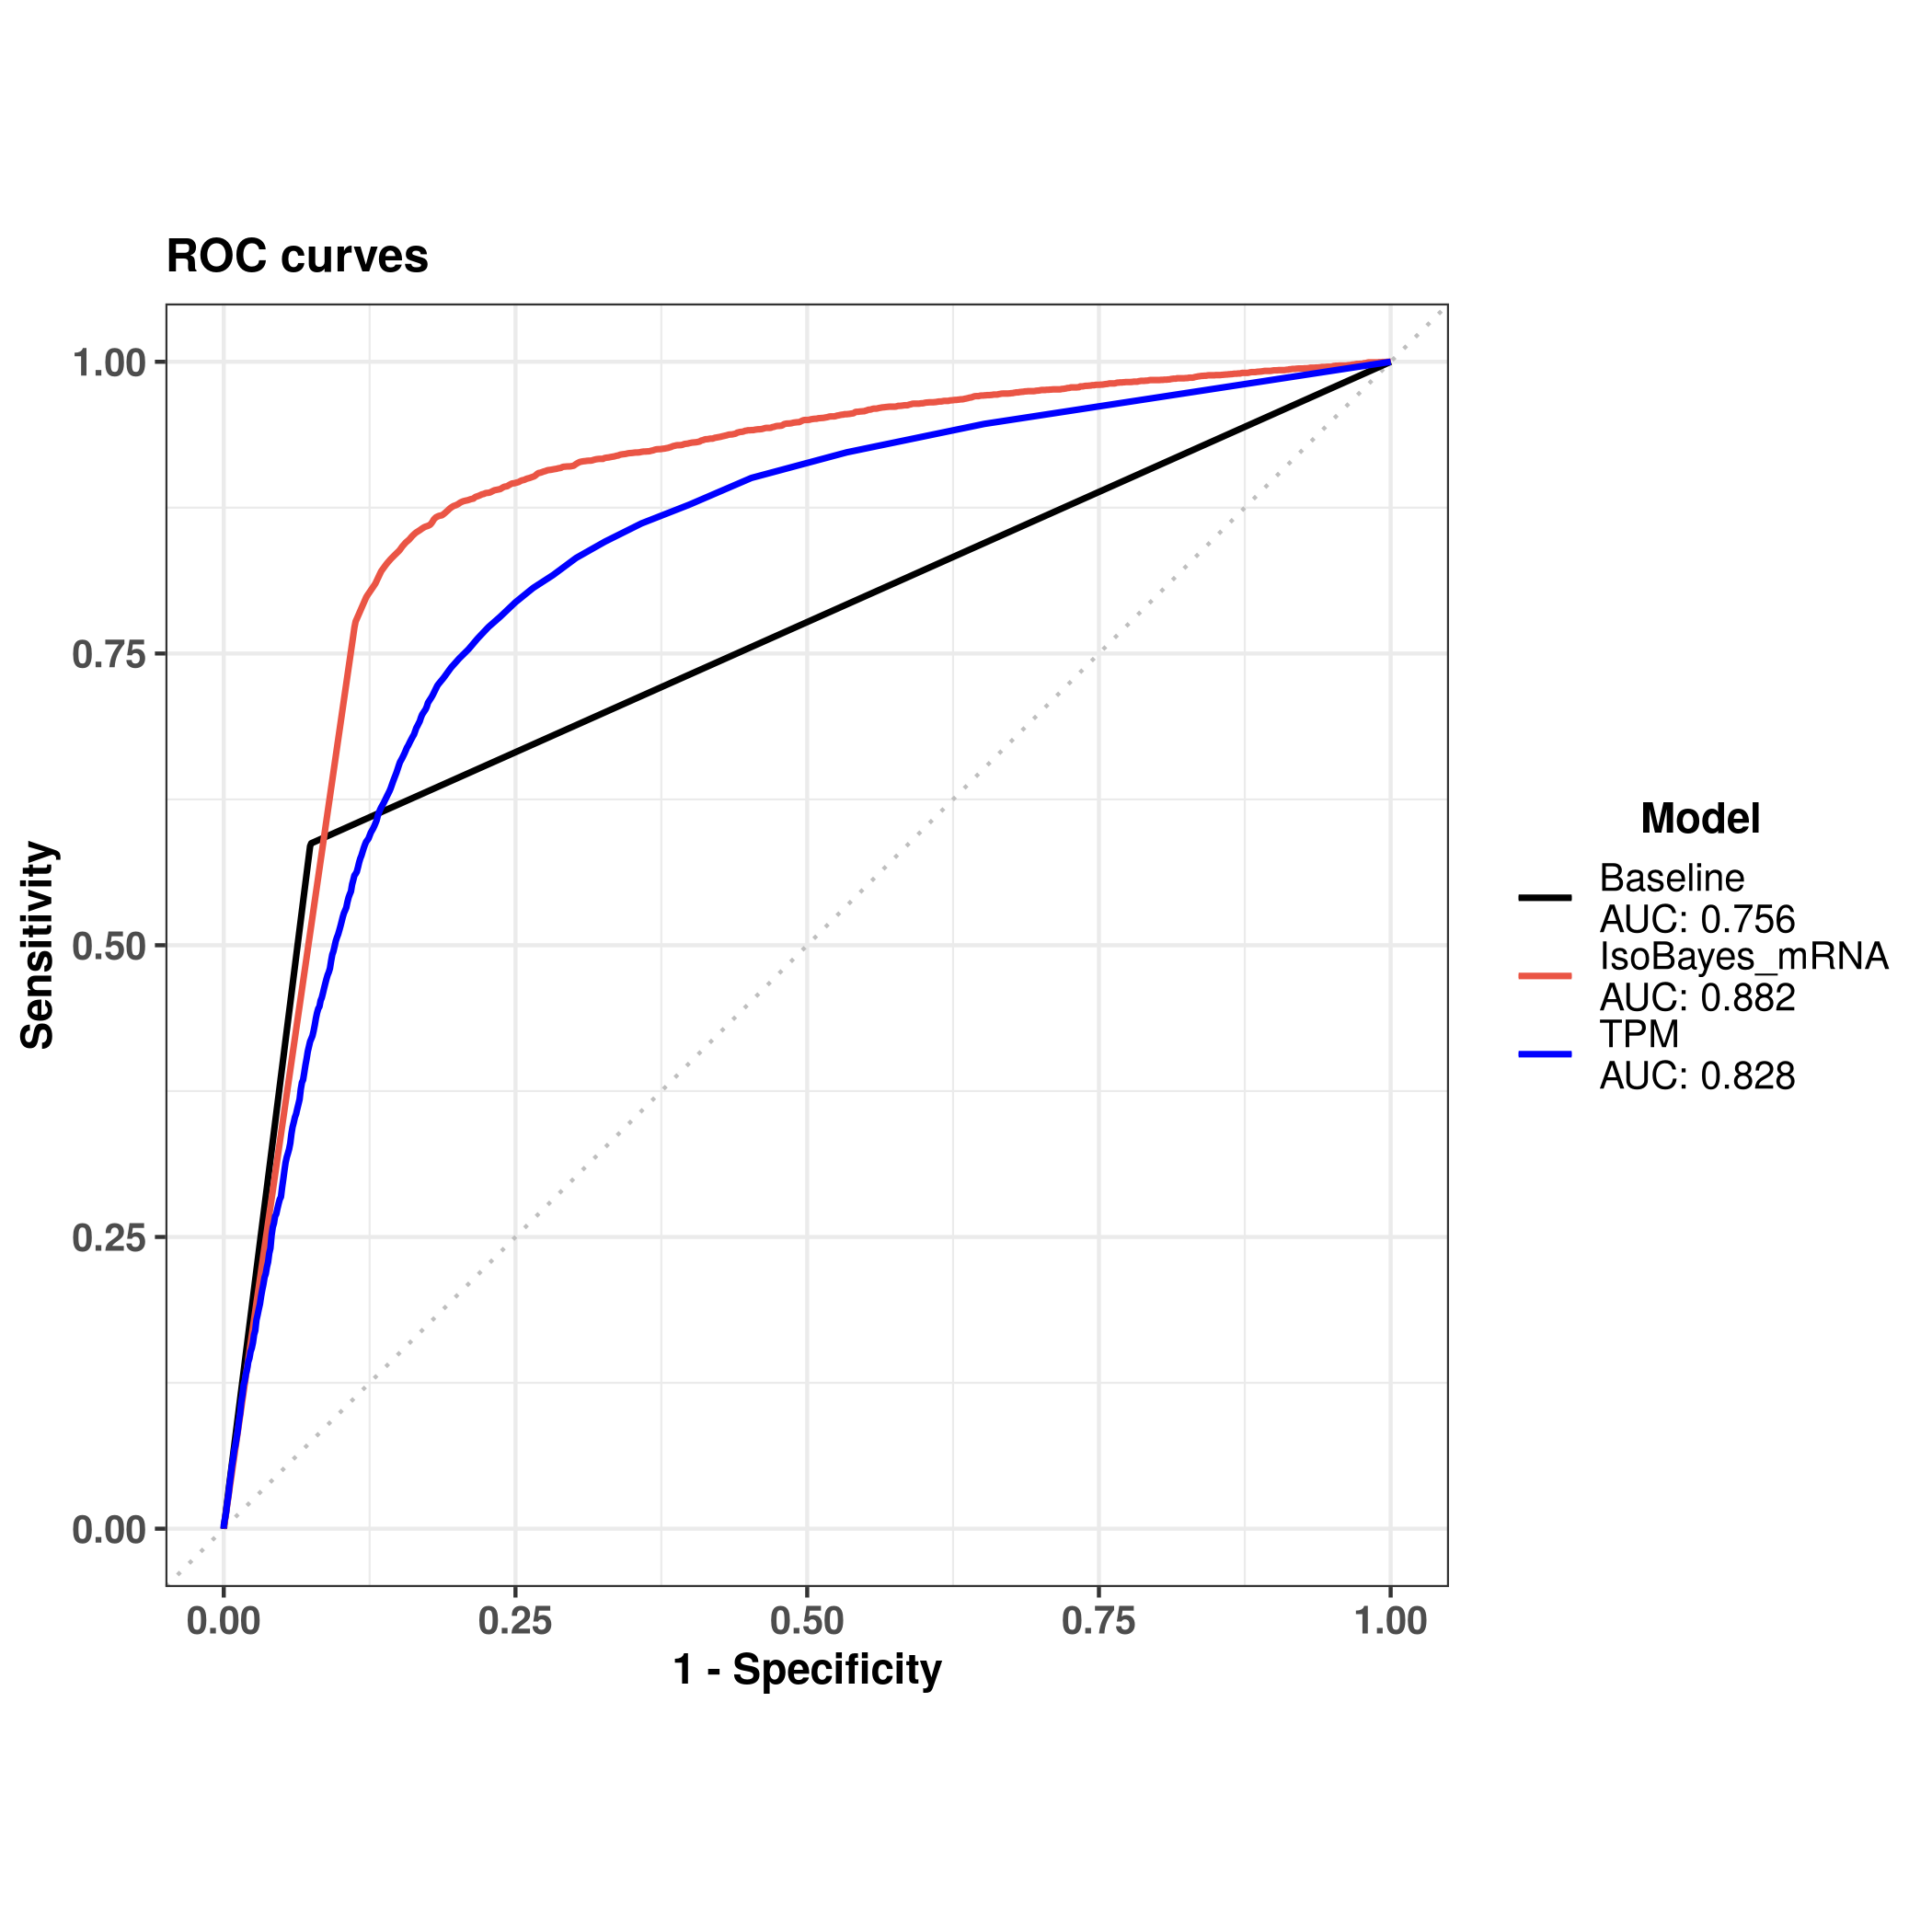 ROC curves
1.00
0.75
0.50
0.25
0.00
Sensitivity
0.00 0.25 0.50 0.75 1.00
1 - Specificity
Model
Baseline
AUC: 0.756
IsoBayes_mRNA
AUC: 0.882
TPM
AUC: 0.828